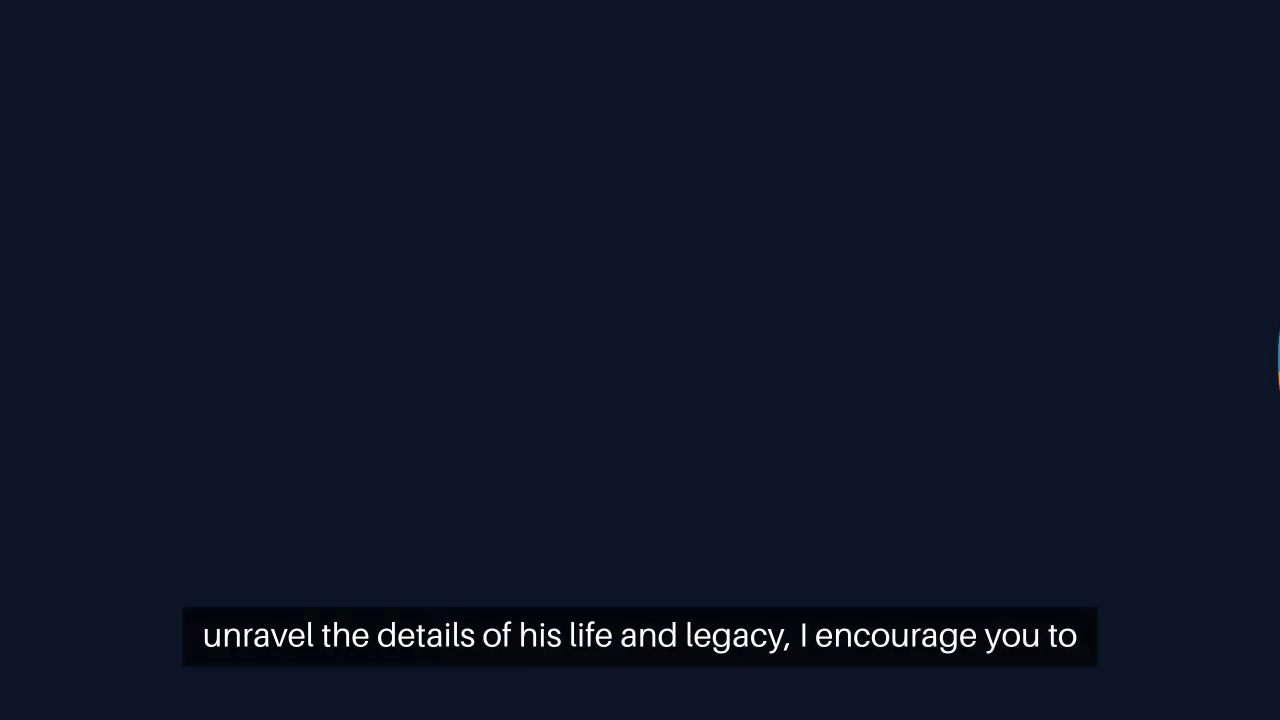 unravel the details of his life and legacy, I encourage you to